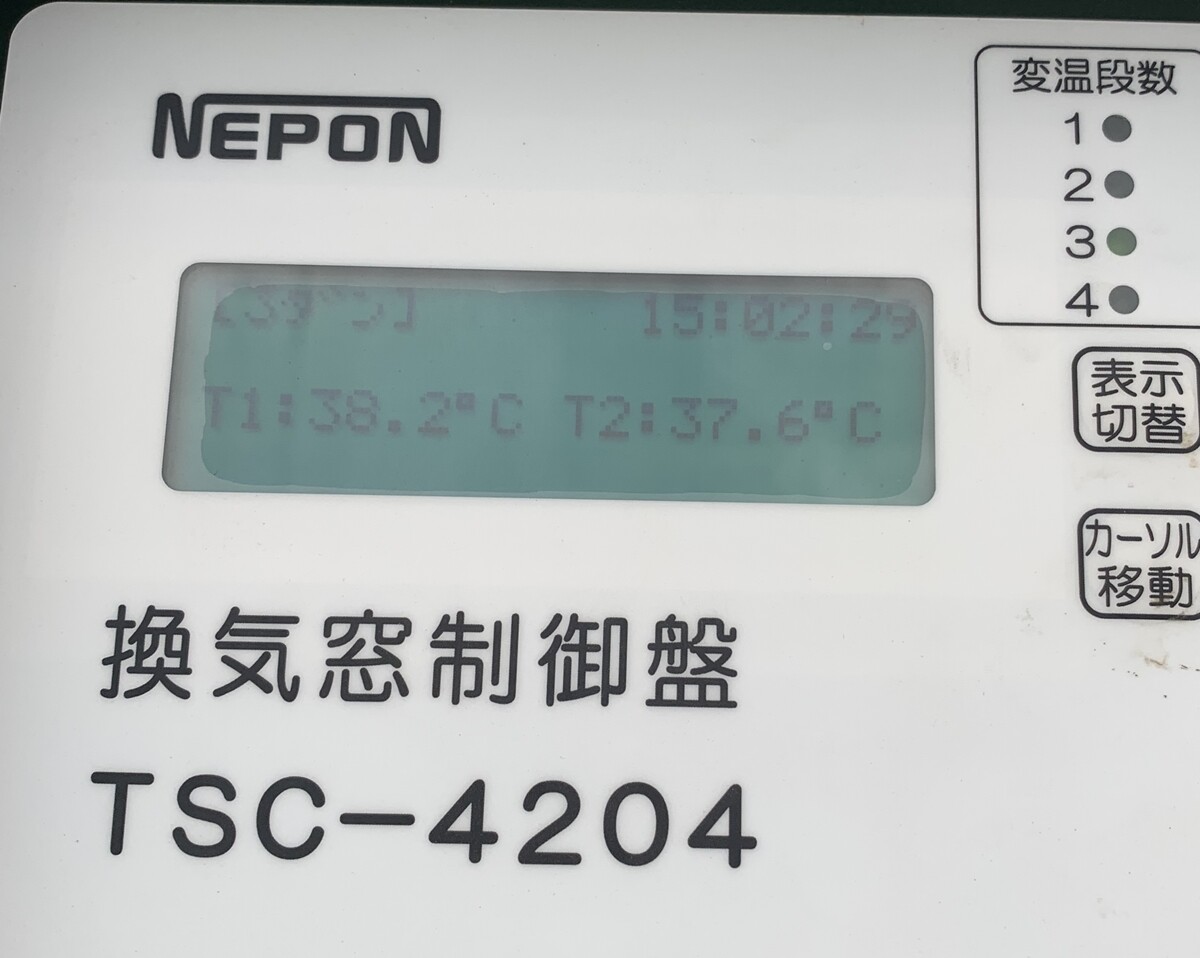 NEPON
変温段数
1
2
3
4
15:02:29
T1:38.2°C T2:37.6°C
表示
切替
カーソル
移動
換気窓制御盤
TSC-4204